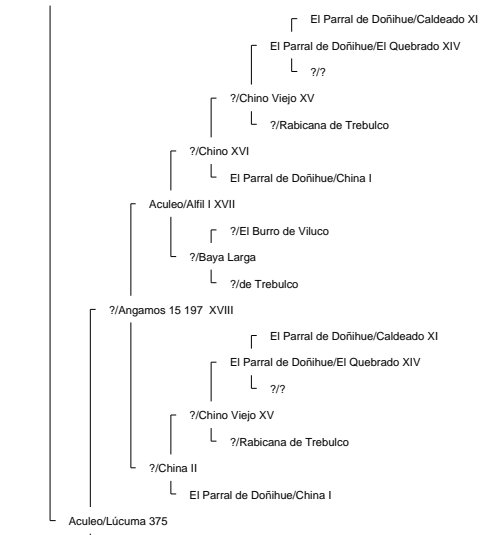 El Parral de Doñihue/Caldeado XI
El Parral de Doñihue/El Quebrado XIV
?/?
?/Chino Viejo XV
?/Rabicana de Trebulco
?/Chino XVI
El Parral de Doñihue/China I
Aculeo/Alfil I XVII
?/El Burro de Viluco
?/Baya Larga
?/de Trebulco
?/Angamos 15 197 XVIII
El Parral de Doñihue/Caldeado XI
El Parral de Doñihue/El Quebrado XIV
?/?
?/Chino Viejo XV
?/Rabicana de Trebulco
?/China II
El Parral de Doñihue/China I
Aculeo/Lúcuma 375